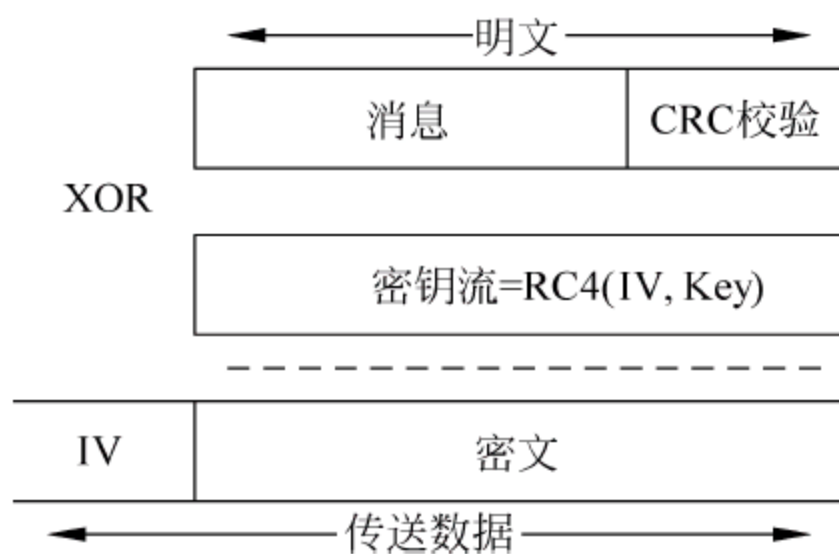 明文
消息 CRC校验
XOR
密钥流=RC4(IV, Key)
IV 密文
传送数据